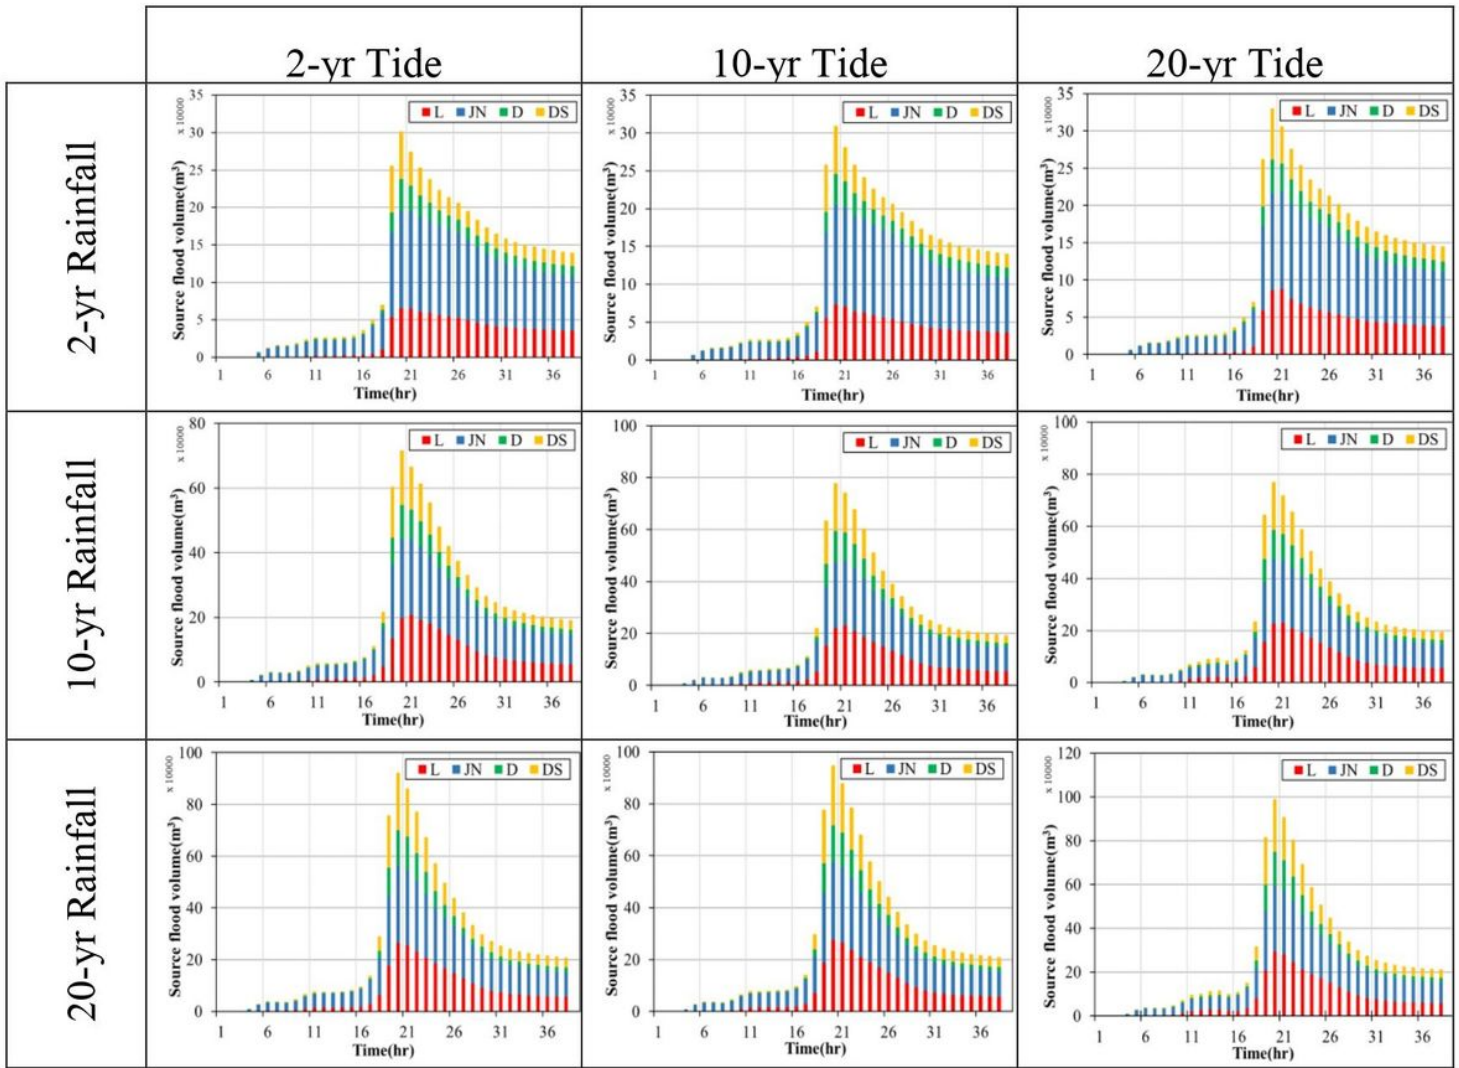 2-yr Tide 10-yr Tide 20-yr Tide
2-yr Rainfall
x 10000
Source flood volume(m³)
L JN D DS
35
30
25
20
15
10
5
0
1 6 11 16 21 26 31 36
Time(hr)
x 10000
Source flood volume(m³)
L JN D DS
35
30
25
20
15
10
5
0
1 6 11 16 21 26 31 36
Time(hr)
x 10000
Source flood volume(m³)
L JN D DS
35
30
25
20
15
10
5
0
1 6 11 16 21 26 31 36
Time(hr)
10-yr Rainfall
x 10000
Source flood volume(m³)
L JN D DS
80
60
40
20
0
1 6 11 16 21 26 31 36
Time(hr)
x 10000
Source flood volume(m³)
L JN D DS
100
80
60
40
20
0
1 6 11 16 21 26 31 36
Time(hr)
x 10000
Source flood volume(m³)
L JN D DS
100
80
60
40
20
0
1 6 11 16 21 26 31 36
Time(hr)
20-yr Rainfall
x 10000
Source flood volume(m³)
L JN D DS
100
80
60
40
20
0
1 6 11 16 21 26 31 36
Time(hr)
x 10000
Source flood volume(m³)
L JN D DS
100
80
60
40
20
0
1 6 11 16 21 26 31 36
Time(hr)
x 10000
Source flood volume(m³)
L JN D DS
120
100
80
60
40
20
0
1 6 11 16 21 26 31 36
Time(hr)